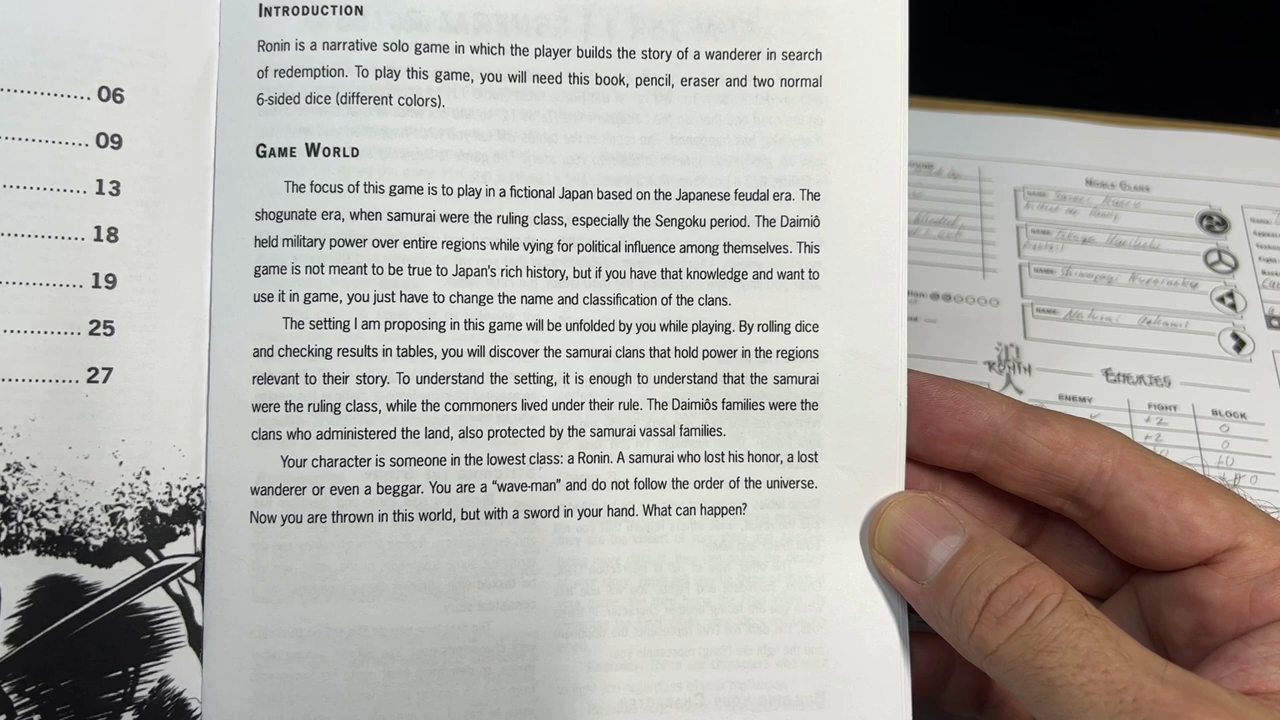 ............... 06
............... 09
............... 13
............... 18
............... 19
............... 25
............... 27
INTRODUCTION
Ronin is a narrative solo game in which the player builds the story of a wanderer in search
of redemption. To play this game, you will need this book, pencil, eraser and two normal
6-sided dice (different colors).
GAME WORLD
The focus of this game is to play in a fictional Japan based on the Japanese feudal era. The
shogunate era, when samurai were the ruling class, especially the Sengoku period. The Daimiô
held military power over entire regions while vying for political influence among themselves. This
game is not meant to be true to Japan's rich history, but if you have that knowledge and want to
use it in game, you just have to change the name and classification of the clans.
The setting I am proposing in this game will be unfolded by you while playing. By rolling dice
and checking results in tables, you will discover the samurai clans that hold power in the regions
relevant to their story. To understand the setting, it is enough to understand that the samurai
were the ruling class, while the commoners lived under their rule. The Daimiôs families were the
clans who administered the land, also protected by the samurai vassal families.
Your character is someone in the lowest class: a Ronin. A samurai who lost his honor, a lost
wanderer or even a beggar. You are a "wave-man" and do not follow the order of the universe.
Now you are thrown in this world, but with a sword in your hand. What can happen?
NOBLE CLANS
NAME:
NAME:
NAME:
NAME:
RONIN
ENEMIES
ENEMY FIGHT BLOCK
+2 0
+2 0